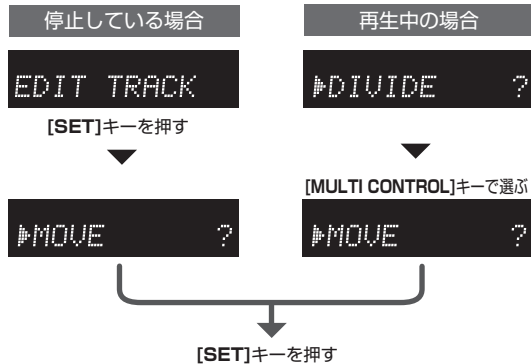 停止している場合
EDIT TRACK
[SET]キーを押す
▶MOVE ?
再生中の場合
▶DIVIDE ?
[MULTI CONTROL]キーで選ぶ
▶MOVE ?
[SET]キーを押す